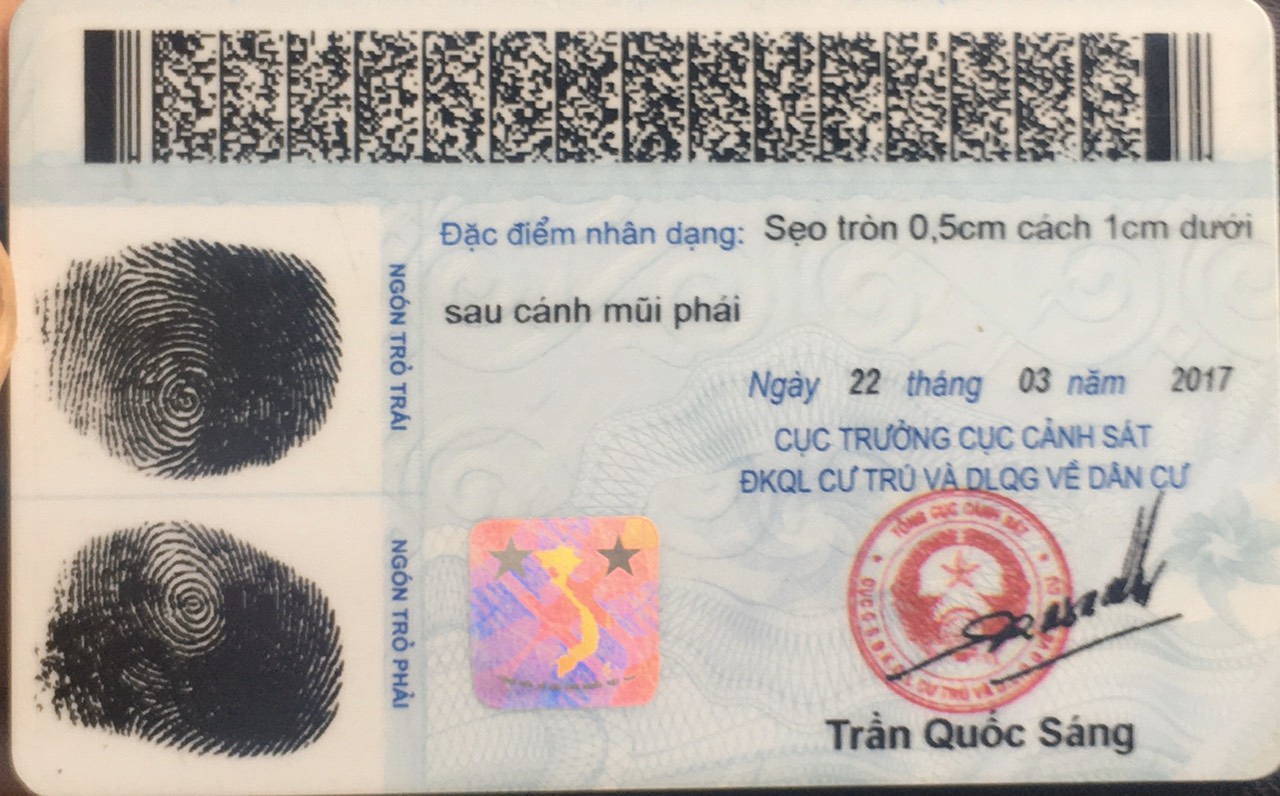 Đặc điểm nhân dạng: Sẹo tròn 0,5cm cách 1cm dưới
sau cánh mũi phải
NGÓN TRỎ TRÁI
Ngày 22 tháng 03 năm 2017
CỤC TRƯỞNG CỤC CẢNH SÁT
ĐKQL CƯ TRÚ VÀ DLQG VỀ DÂN CƯ
TỔNG CỤC CẢNH SÁT
NGÓN TRỎ PHẢI
Trần Quốc Sáng